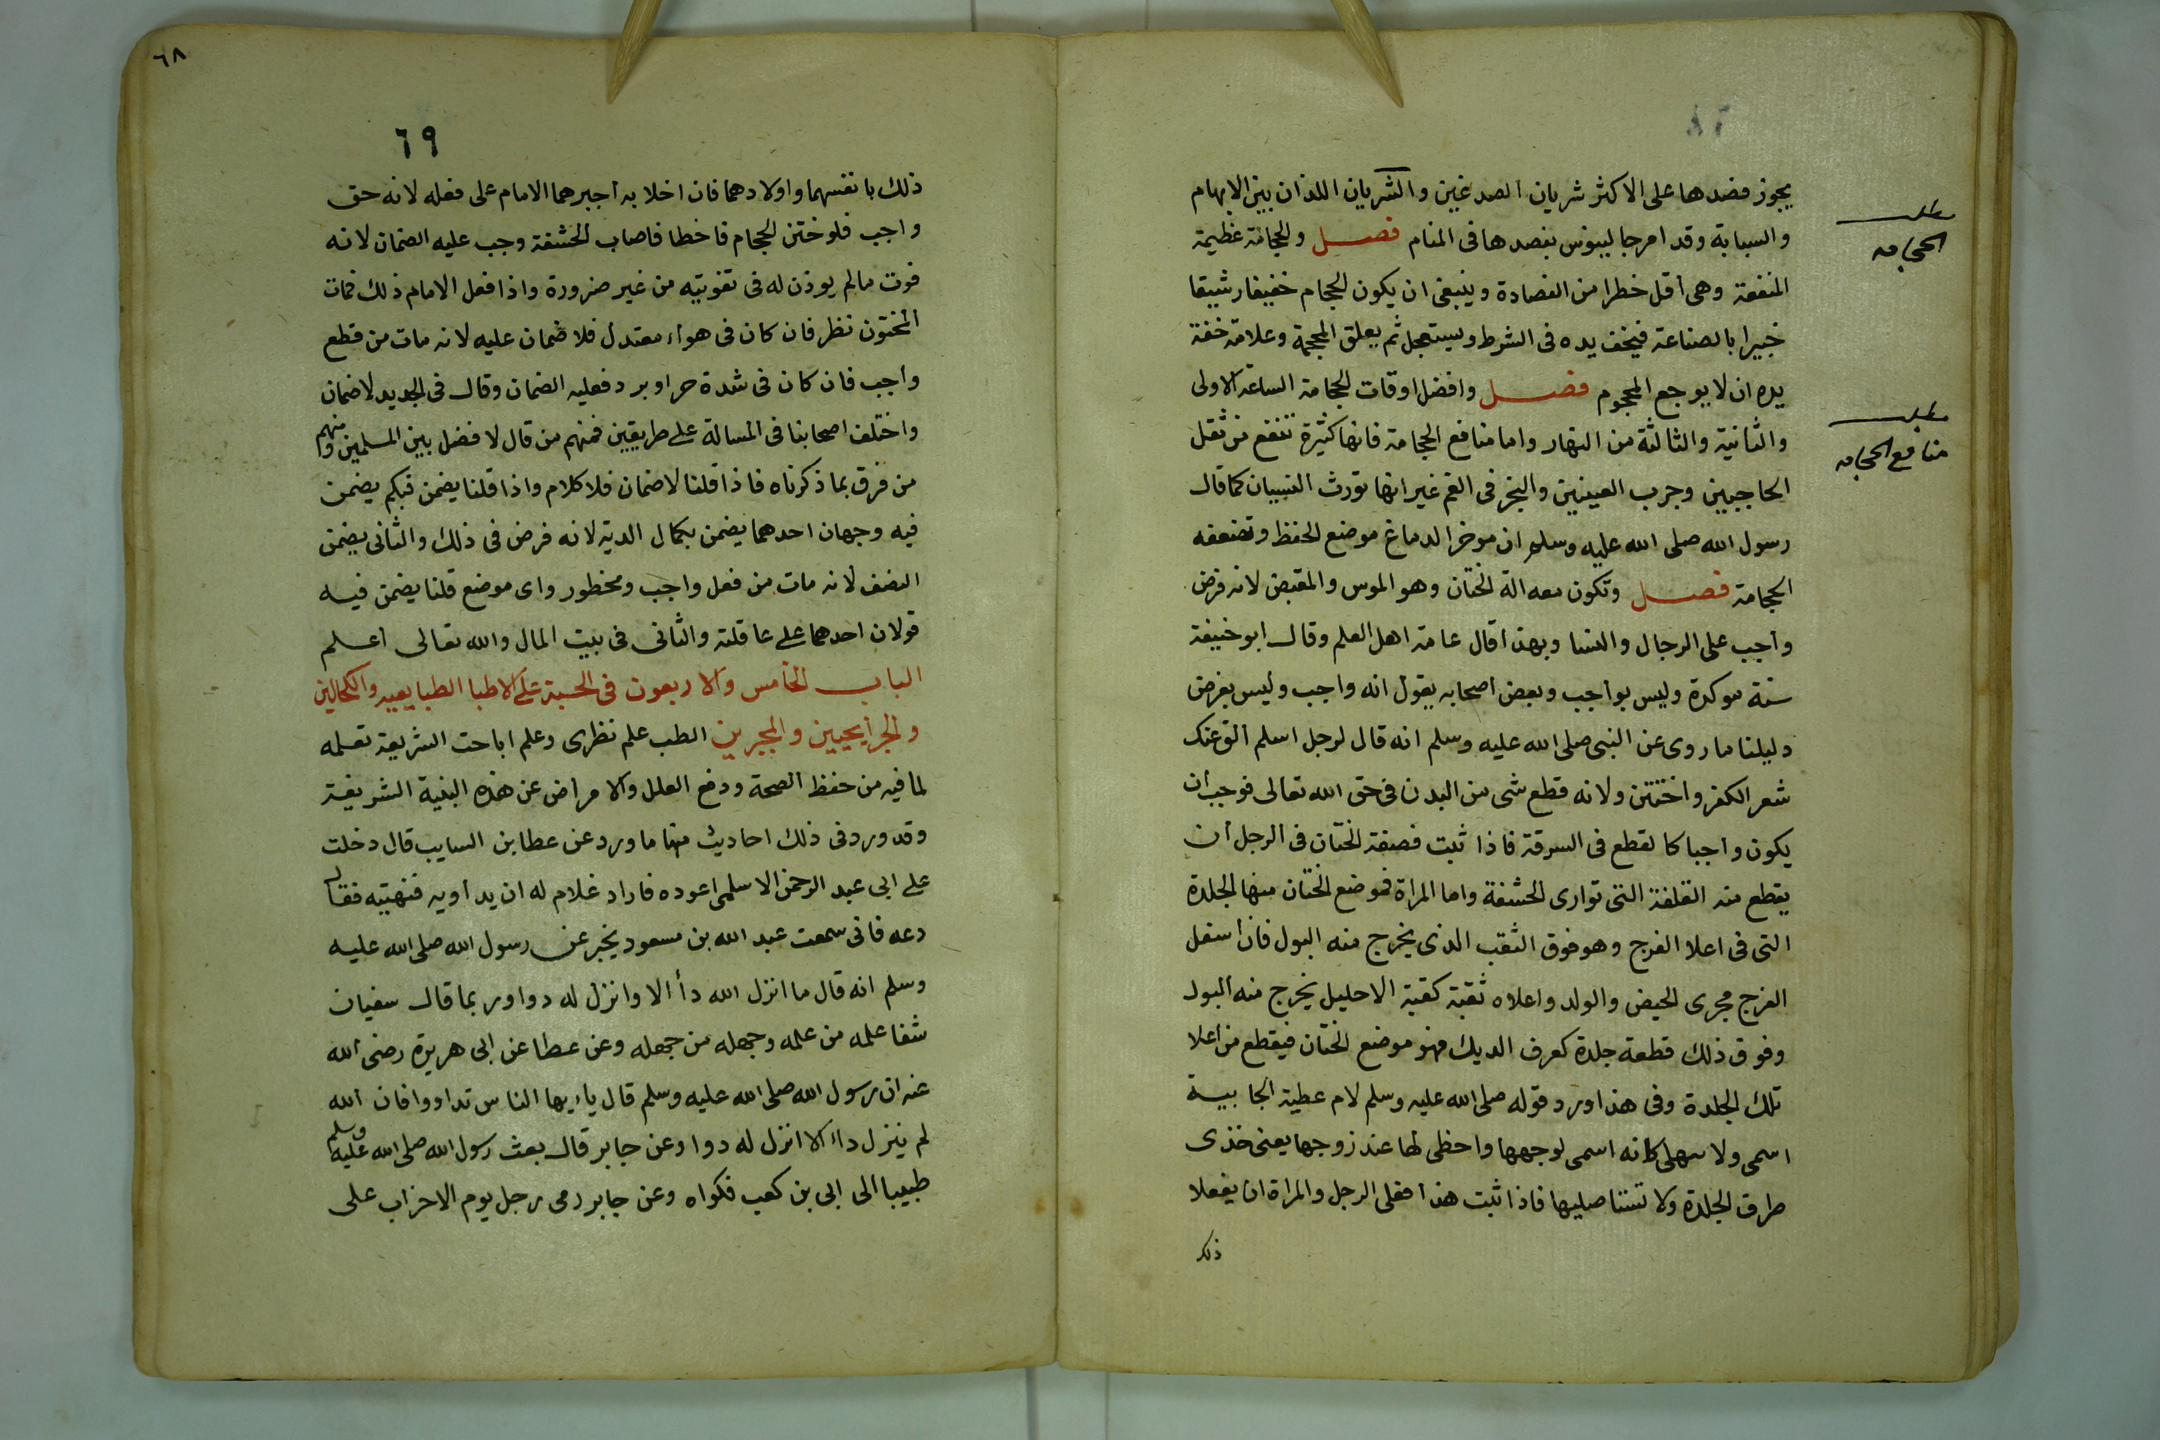 يجوز فصدها على الاكثر شريان الصدغين والشريان اللذان بين الابهام
والسبابة وقد امر جاليبوس بفصدها فى المنام فصل والحجامة عظيمة
المنفعة وهى أقل خطرا من الفصادة وينبغى ان يكون الحجام خفيفا رشيقا
خبيرا بالصناعة فيخف يده فى الشرط ويستعجل ثم يعلق المحجمة وعلامة خفة
يده ان لا يوجع المحجوم فصل وافضل اوقات الحجامة الساعة الاولى
والثانية والثالثة من النهار واما منافع الحجامة فانها كثيرة تنفع من ثقل
الحاجبين وجرب العينين والبخر فى الفم غير انها تورث النسيان كما قال
رسول الله صلى الله عليه وسلم ان موخر الدماغ موضع الحفظ وتضعفه
الحجامة فصل وتكون معه الة الختان وهو الموس والمقبض لانه فرض
واجب على الرجال والنسا وبهذا قال عامة اهل العلم وقال ابو حنيفة
سنة موكدة وليس بواجب وبعض أصحابه يقول انه واجب وليس بفرض
دليلنا ما روى عن النبى صلى الله عليه وسلم انه قال لرجل اسلم ألق عنك
شعر الكفر واختتن ولانه قطع شى من البدن فى حق الله تعالى فوجب أن
يكون واجبا كالقطع فى السرقة فاذا ثبت فصفة الختان فى الرجل أن
يقطع منه القلفة التى توارى الحشفة واما المراة فموضع الختان منها الجلدة
التى فى اعلا الفرج وهو فوق الثقب الذى يخرج منه البول فان أسفل
الفرج مجرى الحيض والولد واعلاه ثقبة كقبة الاحليل يخرج منه البول
وفوق ذلك قطعة جلدة كعرف الديك فهو موضع الختان فيقطع من اعلا
تلك الجلدة وفى هذا ورد قوله صلى الله عليه وسلم لام عطية الجابية
اسمى ولا سهلى كانه اسمى لوجهها واحظى لها عند زوجها يعنى خذى
طرف الجلدة ولا تستاصليها فاذا ثبت هذا فعلى الرجل والمراة ان يفعلا
ذلك
مطلب
الحجامه
مطلب
منافع الحجامه
٦٨
٦٩
ذلك بانفسهما واولادهما فان اخلا به أجبرهما الامام على فعله لانه حق
واجب فلو ختن الحجام فاخطا فاصاب الحشفة وجب عليه الضمان لانه
فوت مالم يوذن له فى تفويته من غير ضرورة واذا فعل الامام ذلك فمات
المختون نظر فان كان فى هواء معتدل فلا ضمان عليه لانه مات من قطع
واجب فان كان فى شدة حر او برد فعليه الضمان وقال فى الجديد لا ضمان
واختلف اصحابنا فى المسالة على طريقين فمنهم من قال لا فصل بين المسلمين ومنهم
من فرق بما ذكرناه فاذا قلنا لا ضمان فلا كلام واذا قلنا يضمن فبكم يضمن
فيه وجهان احدهما يضمن بكمال الدية لانه فرض فى ذلك والثانى يضمن
النصف لانه مات من فعل واجب ومحظور واى موضع قلنا يضمن فيه
قولان احدهما على عاقلته والثانى فى بيت المال والله تعالى اعلم
الباب الخامس والاربعون فى الحسبة على الاطبا الطبايعيه والكحالين
والجرايحيين والمجبرين الطب علم نظرى وعلم اباحت الشريعة تعلمه
لما فيه من حفظ الصحة ودفع العلل والامراض عن هذه البنية الشريفة
وقد ورد فى ذلك احاديث منها ما ورد عن عطا بن السايب قال دخلت
على ابى عبد الرحمن الاسلمى اعوده فاراد غلام له ان يداويه فنهيته فقال
دعه فانى سمعت عبد الله بن مسعود يخبر عن رسول الله صلى الله عليه
وسلم انه قال ما انزل الله دأ الا وانزل له دوا وربما قال سفيان
شفا علمه من علمه وجهله من جهله وعن عطا عن ابى هريرة رضى الله
عنه ان رسول الله صلى الله عليه وسلم قال ياءيها الناس تداووا فان الله
لم ينزل داء الا انزل له دوا وعن جابر قال بعث رسول الله صلى الله عليه وسلم
طبيبا الى ابى بن كعب فكواه وعن جابر رمى رجل يوم الاحزاب على